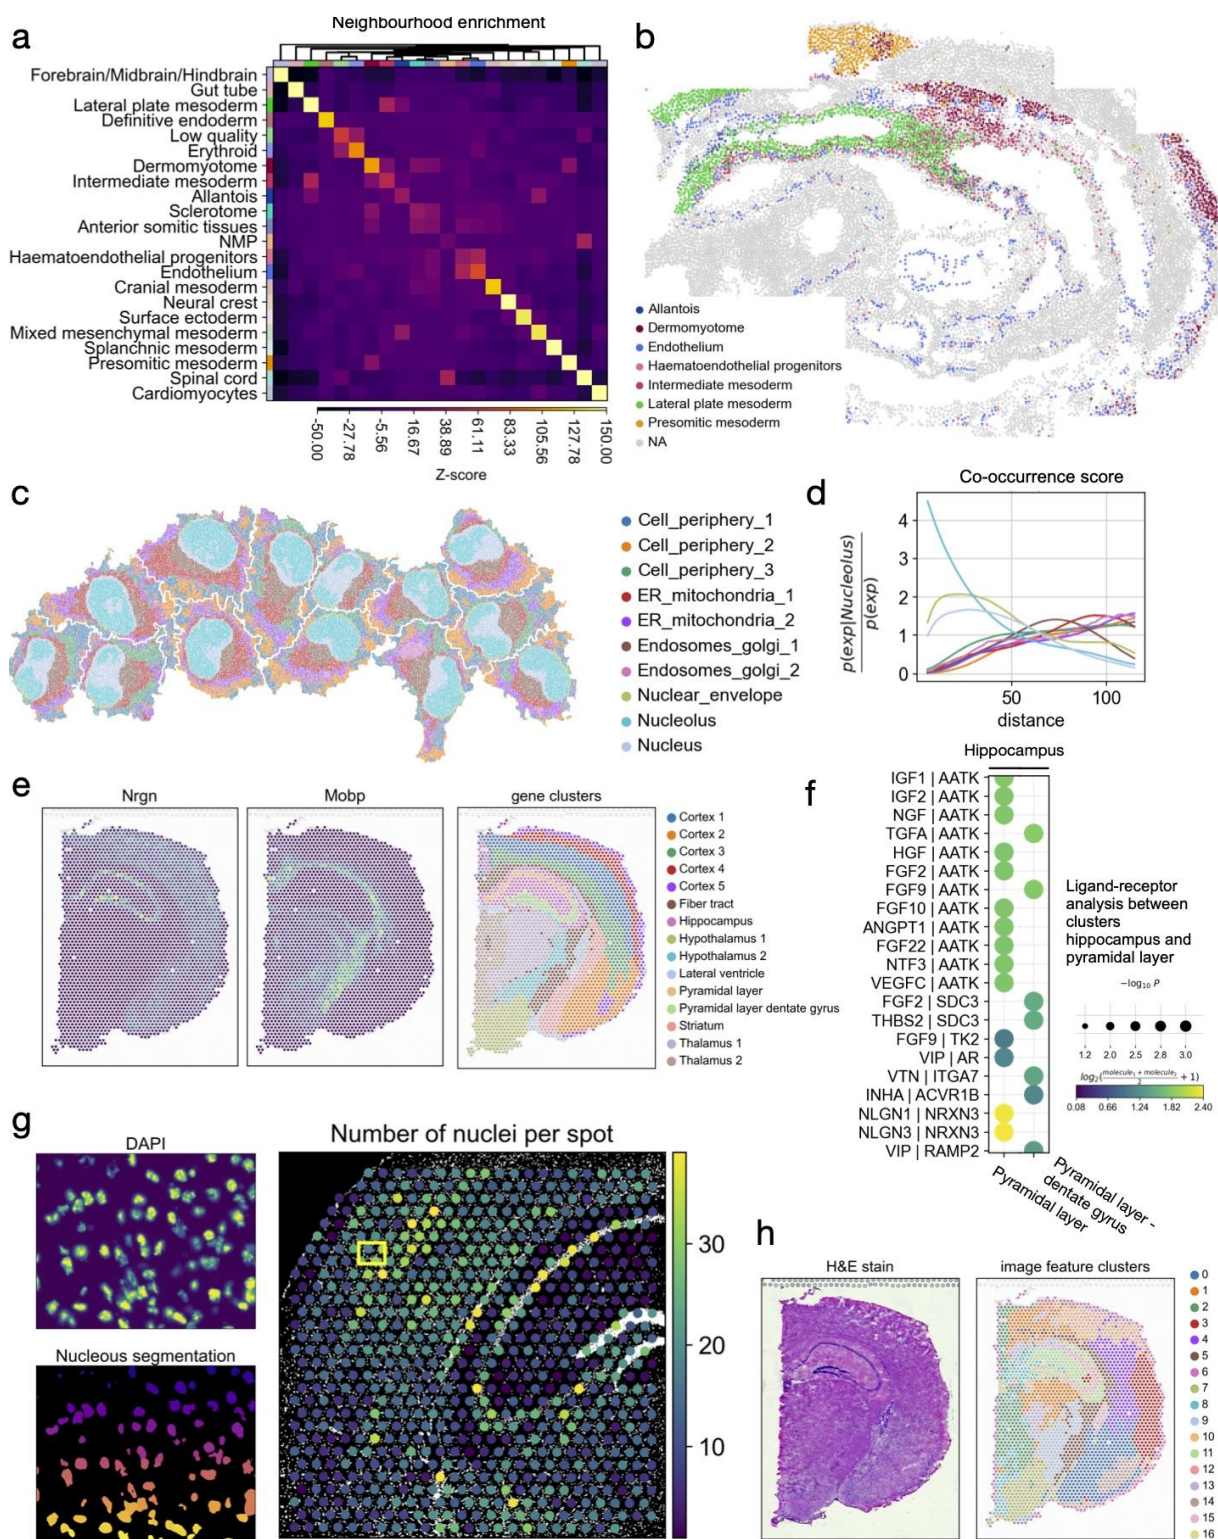 a
Neighbourhood enrichment
Forebrain/Midbrain/Hindbrain
Gut tube
Lateral plate mesoderm
Definitive endoderm
Low quality
Erythroid
Dermomyotome
Intermediate mesoderm
Allantois
Sclerotome
Anterior somitic tissues
NMP
Haematoendothelial progenitors
Endothelium
Cranial mesoderm
Neural crest
Surface ectoderm
Mixed mesenchymal mesoderm
Splanchnic mesoderm
Presomitic mesoderm
Spinal cord
Cardiomyocytes
-50.00 -27.78 -5.56 16.67 38.89 61.11 83.33 105.56 127.78 150.00
Z-score
b
Allantois
Dermomyotome
Endothelium
Haematoendothelial progenitors
Intermediate mesoderm
Lateral plate mesoderm
Presomitic mesoderm
NA
c
Cell_periphery_1
Cell_periphery_2
Cell_periphery_3
ER_mitochondria_1
ER_mitochondria_2
Endosomes_golgi_1
Endosomes_golgi_2
Nuclear_envelope
Nucleolus
Nucleus
d
Co-occurrence score
p(exp|Nucleolus)
p(exp)
4
3
2
1
0
50 100
distance
e
Nrgn Mobp gene clusters
Cortex 1
Cortex 2
Cortex 3
Cortex 4
Cortex 5
Fiber tract
Hippocampus
Hypothalamus 1
Hypothalamus 2
Lateral ventricle
Pyramidal layer
Pyramidal layer dentate gyrus
Striatum
Thalamus 1
Thalamus 2
f
Hippocampus
IGF1 | AATK
IGF2 | AATK
NGF | AATK
TGFA | AATK
HGF | AATK
FGF2 | AATK
FGF9 | AATK
FGF10 | AATK
ANGPT1 | AATK
FGF22 | AATK
NTF3 | AATK
VEGFC | AATK
FGF2 | SDC3
THBS2 | SDC3
FGF9 | TK2
VIP | AR
VTN | ITGA7
INHA | ACVR1B
NLGN1 | NRXN3
NLGN3 | NRXN3
VIP | RAMP2
Pyramidal layer
Pyramidal layer -
dentate gyrus
Ligand-receptor
analysis between
clusters
hippocampus and
pyramidal layer
−log10 P
1.2 2.0 2.5 2.8 3.0
log2(molecule1 + molecule2 / 2 + 1)
0.08 0.66 1.24 1.82 2.40
g
DAPI
Nucleous segmentation
Number of nuclei per spot
30
20
10
h
H&E stain image feature clusters
0
1
2
3
4
5
6
7
8
9
10
11
12
13
14
15
16